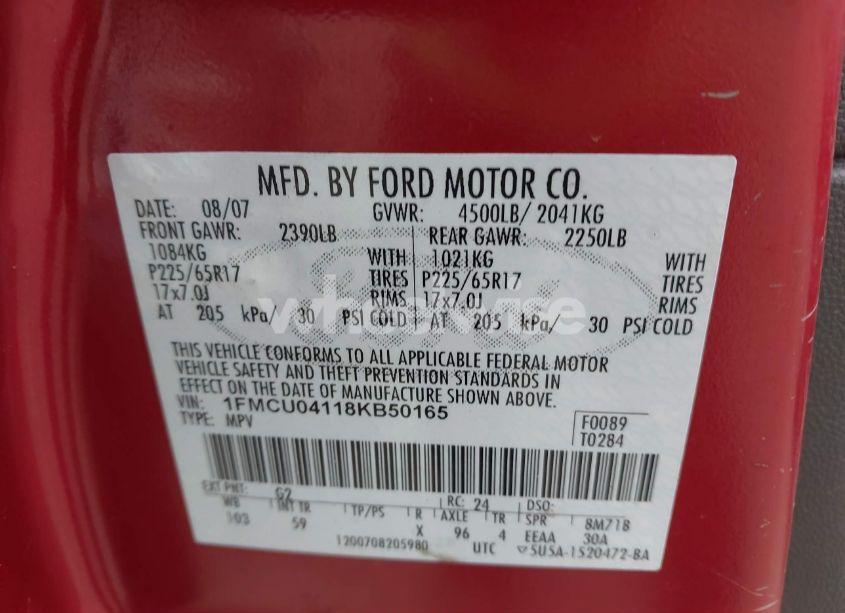 MFD. BY FORD MOTOR CO.
DATE: 08/07 GVWR: 4500LB/ 2041KG
FRONT GAWR: 2390LB REAR GAWR: 2250LB
1084KG WITH 1021KG WITH
P225/65R17 TIRES P225/65R17 TIRES
17x7.0J RIMS 17x7.0J RIMS
AT 205 kPa/ 30 PSI COLD AT 205 kPa/ 30 PSI COLD
THIS VEHICLE CONFORMS TO ALL APPLICABLE FEDERAL MOTOR
VEHICLE SAFETY AND THEFT PREVENTION STANDARDS IN
EFFECT ON THE DATE OF MANUFACTURE SHOWN ABOVE.
VIN: 1FMCU04118KB50165
TYPE: MPV
F0089
T0284
EXT PNT: G2 RC: 24 DSO:
WB INT TR TP/PS R AXLE TR SPR 8M718
103 59 X 96 4 EEAA 30A
1200708205980 UTC 5U5A-1520472-BA